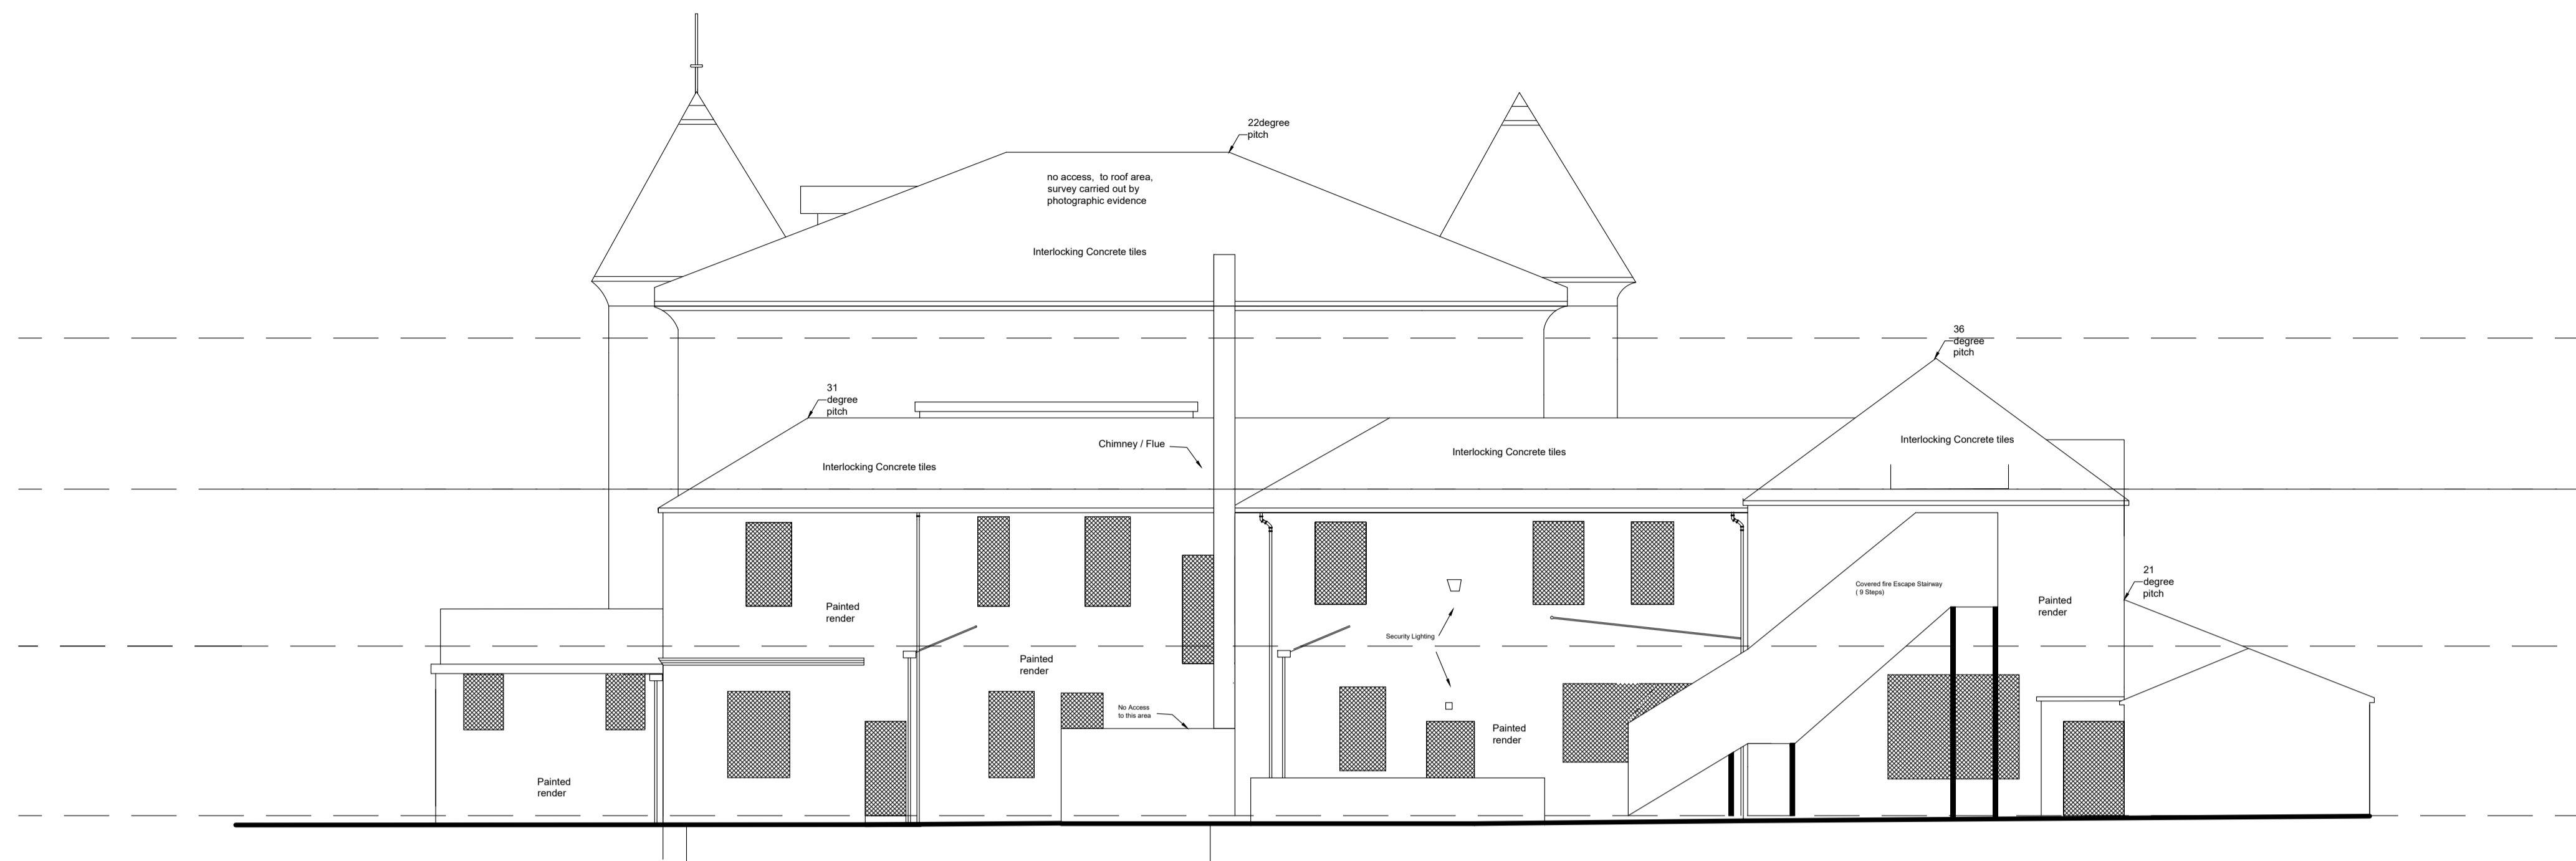 22degree
pitch
no access,  to roof area,
survey carried out by
photographic evidence
Interlocking Concrete tiles
36
degree
pitch
31
degree
pitch
Chimney / Flue
Interlocking Concrete tiles
Interlocking Concrete tiles
Interlocking Concrete tiles
21
degree
pitch
Covered fire Escape Stairway
( 9 Steps)
Painted
render
Painted
render
Security Lighting
Painted
render
No Access
to this area
Painted
render
Painted
render